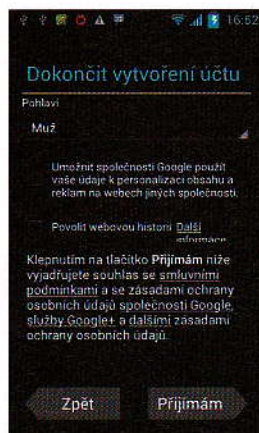 16:52
Dokončit vytvoření účtu
Pohlaví
Muž
Umožnit společnosti Google použít
vaše údaje k personalizaci obsahu a
reklam na webech jiných společností.
Povolit webovou historii Další
informace
Klepnutím na tlačítko Přijímám níže
vyjadřujete souhlas se smluvními
podmínkami a se zásadami ochrany
osobních údajů společnosti Google,
služby Google+ a dalšími zásadami
ochrany osobních údajů.
Zpět
Přijímám